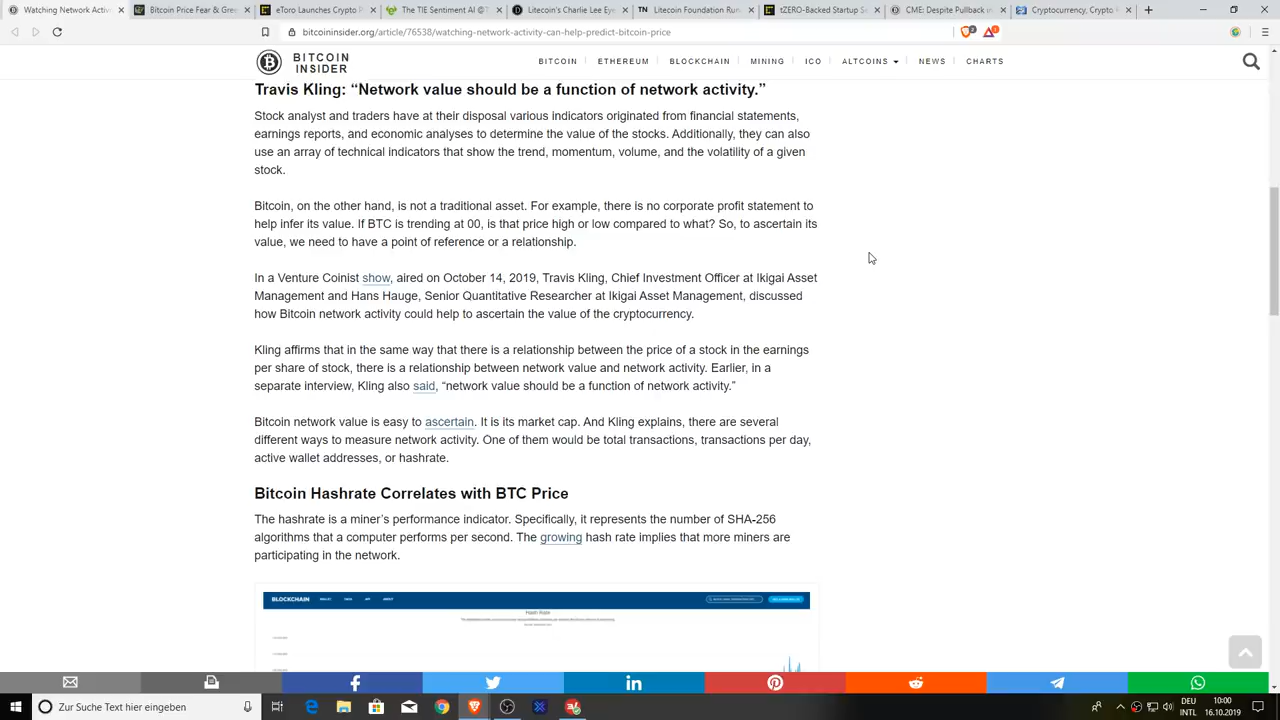 Watching Network Activi
Bitcoin Price Fear & Gree
eToro Launches Crypto P
The TIE Sentiment AI @T
Litecoin's Charlie Lee Eye
Litecoin Foundation Run
tZERO-Backed Startup Se
CME: Despite Pullback in
Cryptocurrency, Crypto
bitcoininsider.org/article/76538/watching-network-activity-can-help-predict-bitcoin-price
BITCOIN INSIDER
BITCOIN ETHEREUM BLOCKCHAIN MINING ICO ALTCOINS NEWS CHARTS
Travis Kling: “Network value should be a function of network activity.”
Stock analyst and traders have at their disposal various indicators originated from financial statements,
earnings reports, and economic analyses to determine the value of the stocks. Additionally, they can also
use an array of technical indicators that show the trend, momentum, volume, and the volatility of a given
stock.
Bitcoin, on the other hand, is not a traditional asset. For example, there is no corporate profit statement to
help infer its value. If BTC is trending at 00, is that price high or low compared to what? So, to ascertain its
value, we need to have a point of reference or a relationship.
In a Venture Coinist show, aired on October 14, 2019, Travis Kling, Chief Investment Officer at Ikigai Asset
Management and Hans Hauge, Senior Quantitative Researcher at Ikigai Asset Management, discussed
how Bitcoin network activity could help to ascertain the value of the cryptocurrency.
Kling affirms that in the same way that there is a relationship between the price of a stock in the earnings
per share of stock, there is a relationship between network value and network activity. Earlier, in a
separate interview, Kling also said, “network value should be a function of network activity.”
Bitcoin network value is easy to ascertain. It is its market cap. And Kling explains, there are several
different ways to measure network activity. One of them would be total transactions, transactions per day,
active wallet addresses, or hashrate.
Bitcoin Hashrate Correlates with BTC Price
The hashrate is a miner’s performance indicator. Specifically, it represents the number of SHA-256
algorithms that a computer performs per second. The growing hash rate implies that more miners are
participating in the network.
BLOCKCHAIN
Hash Rate
Zur Suche Text hier eingeben
DEU
INTL
10:00
16.10.2019